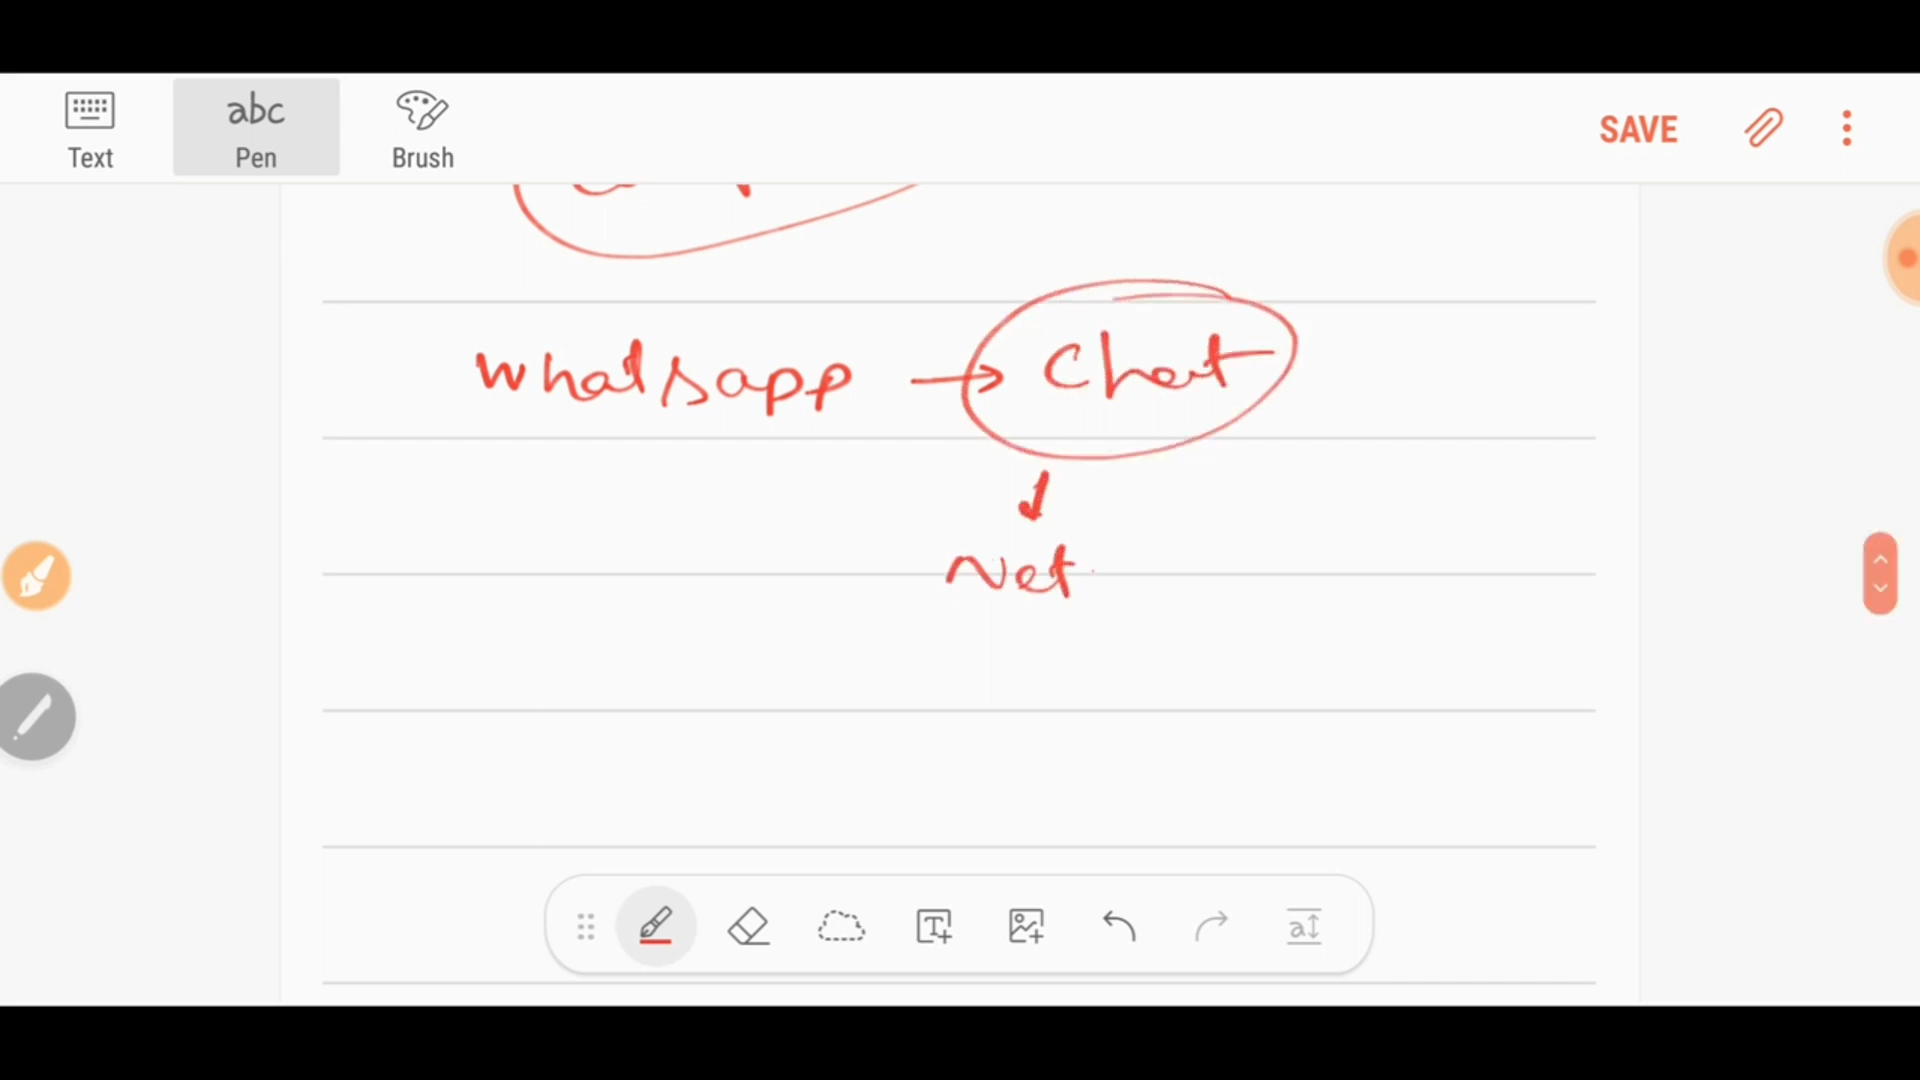 Text
abc
Pen
Brush
SAVE
whatsapp → Chat
Net